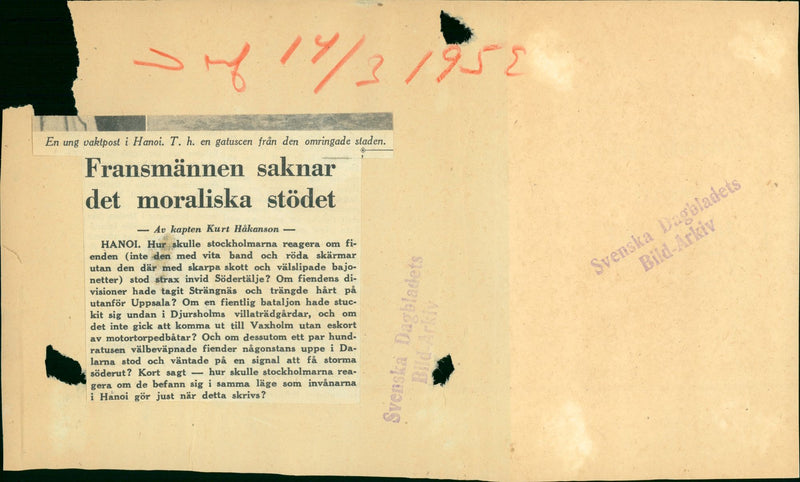 14/3 1952
En ung vaktpost i Hanoi. T. h. en gatuscen från den omringade staden.
Fransmännen saknar
det moraliska stödet
— Av kapten Kurt Håkanson —
HANOI. Hur skulle stockholmarna reagera om fi-
enden (inte den med vita band och röda skärmar
utan den där med skarpa skott och välslipade bajo-
netter) stod strax invid Södertälje? Om fiendens di-
visioner hade tagit Strängnäs och trängde hårt på
utanför Uppsala? Om en fientlig bataljon hade stuc-
kit sig undan i Djursholms villaträdgårdar, och om
det inte gick att komma ut till Vaxholm utan eskort
av motortorpedbåtar? Och om dessutom ett par hund-
ratusen välbeväpnade fiender någonstans uppe i Da-
larna stod och väntade på en signal att få storma
söderut? Kort sagt — hur skulle stockholmarna rea-
gera om de befann sig i samma läge som invånarna
i Hanoi gör just när detta skrivs?
Svenska Dagbladets
Bild-Arkiv
Svenska Dagbladets
Bild-Arkiv